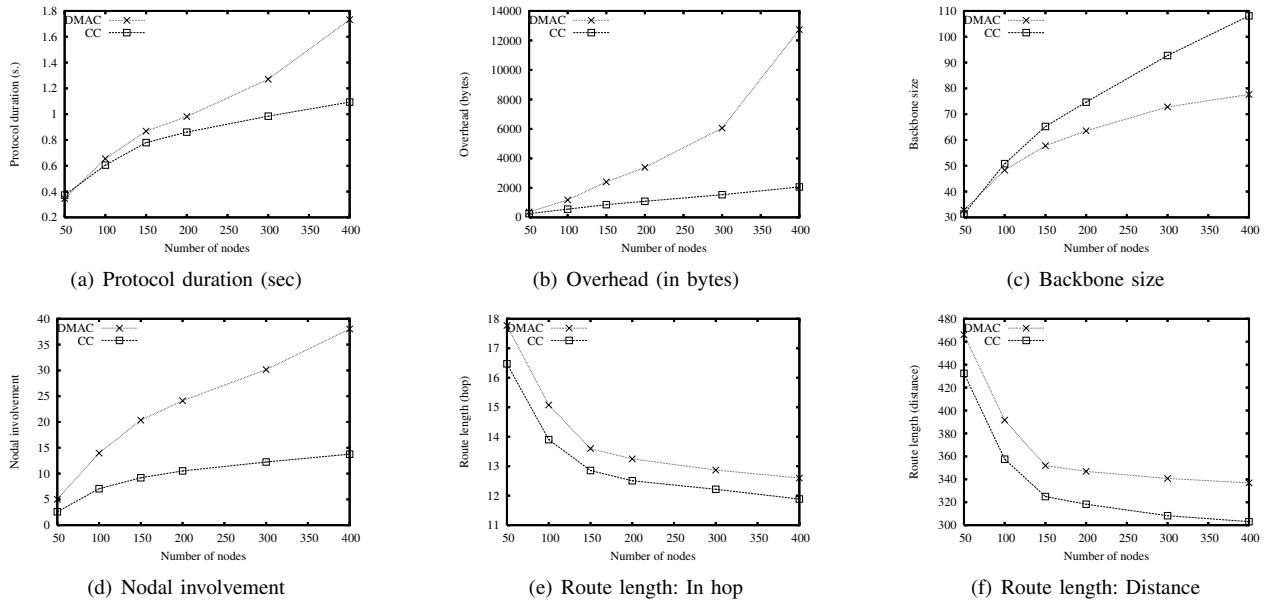 1.8
1.6
1.4
1.2
1
0.8
0.6
0.4
0.2
50 100 150 200 250 300 350 400
Protocol duration (s.)
Number of nodes
DMAC
CC
(a) Protocol duration (sec)
14000
12000
10000
8000
6000
4000
2000
0
50 100 150 200 250 300 350 400
Overhead (bytes)
Number of nodes
DMAC
CC
(b) Overhead (in bytes)
110
100
90
80
70
60
50
40
30
50 100 150 200 250 300 350 400
Backbone size
Number of nodes
DMAC
CC
(c) Backbone size
40
35
30
25
20
15
10
5
0
50 100 150 200 250 300 350 400
Nodal involvement
Number of nodes
DMAC
CC
(d) Nodal involvement
18
17
16
15
14
13
12
11
50 100 150 200 250 300 350 400
Route length (hop)
Number of nodes
DMAC
CC
(e) Route length: In hop
480
460
440
420
400
380
360
340
320
300
50 100 150 200 250 300 350 400
Route length (distance)
Number of nodes
DMAC
CC
(f) Route length: Distance